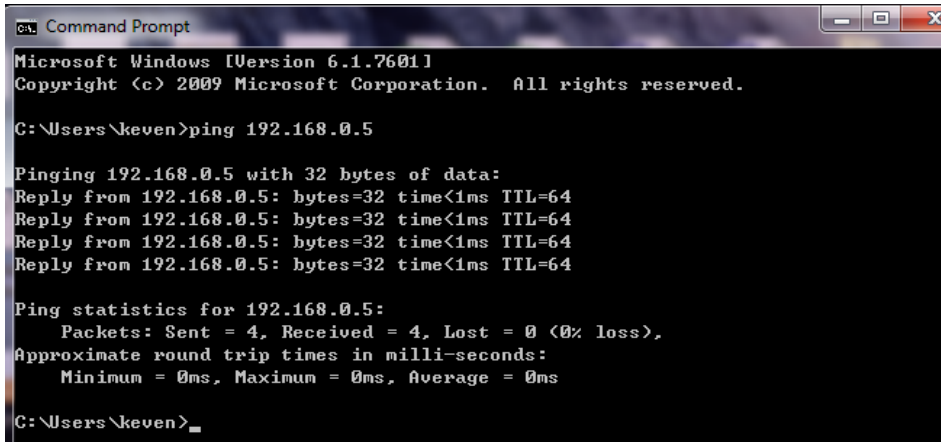 Command Prompt
Microsoft Windows [Version 6.1.7601]
Copyright (c) 2009 Microsoft Corporation.  All rights reserved.
C:\Users\keven>ping 192.168.0.5
Pinging 192.168.0.5 with 32 bytes of data:
Reply from 192.168.0.5: bytes=32 time<1ms TTL=64
Reply from 192.168.0.5: bytes=32 time<1ms TTL=64
Reply from 192.168.0.5: bytes=32 time<1ms TTL=64
Reply from 192.168.0.5: bytes=32 time<1ms TTL=64
Ping statistics for 192.168.0.5:
    Packets: Sent = 4, Received = 4, Lost = 0 (0% loss),
Approximate round trip times in milli-seconds:
    Minimum = 0ms, Maximum = 0ms, Average = 0ms
C:\Users\keven>_